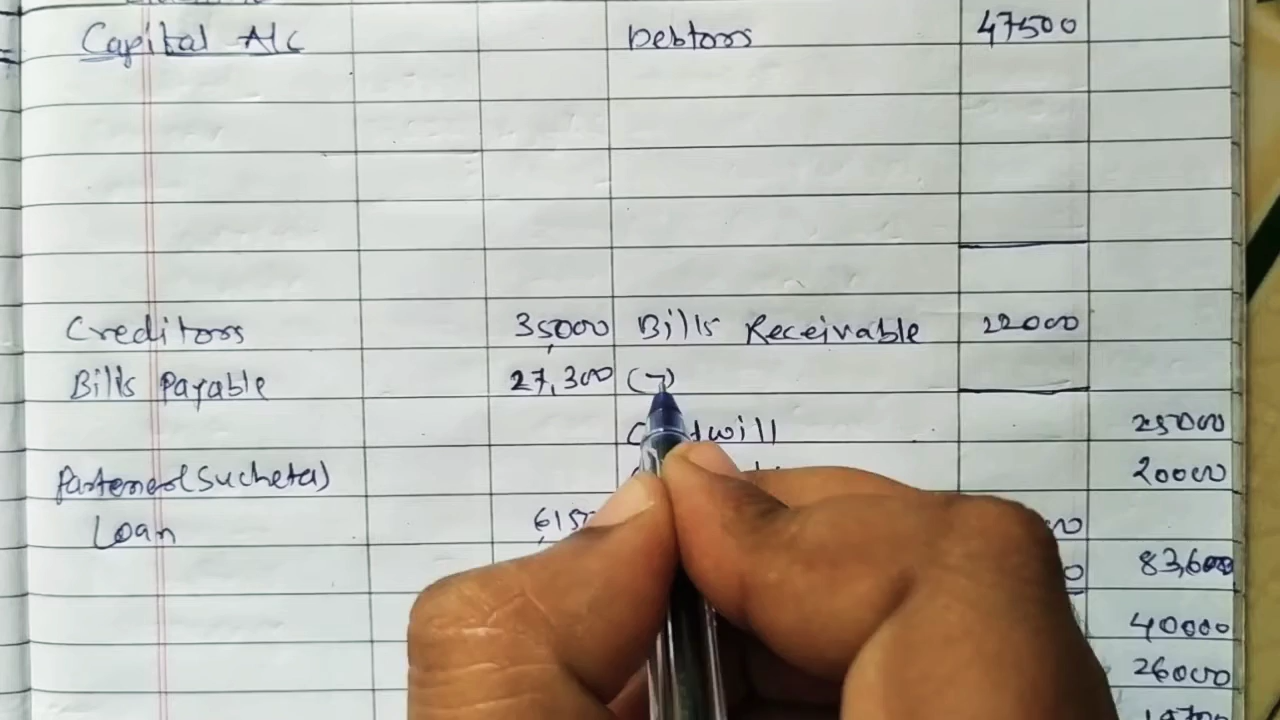 Capital A/c Debtors 47500
Creditors 35000 Bills Receivable 22000
Bills Payable 27,300 (-)
25000
(Sucheta) 20000
Loan
83,600
40000
26000